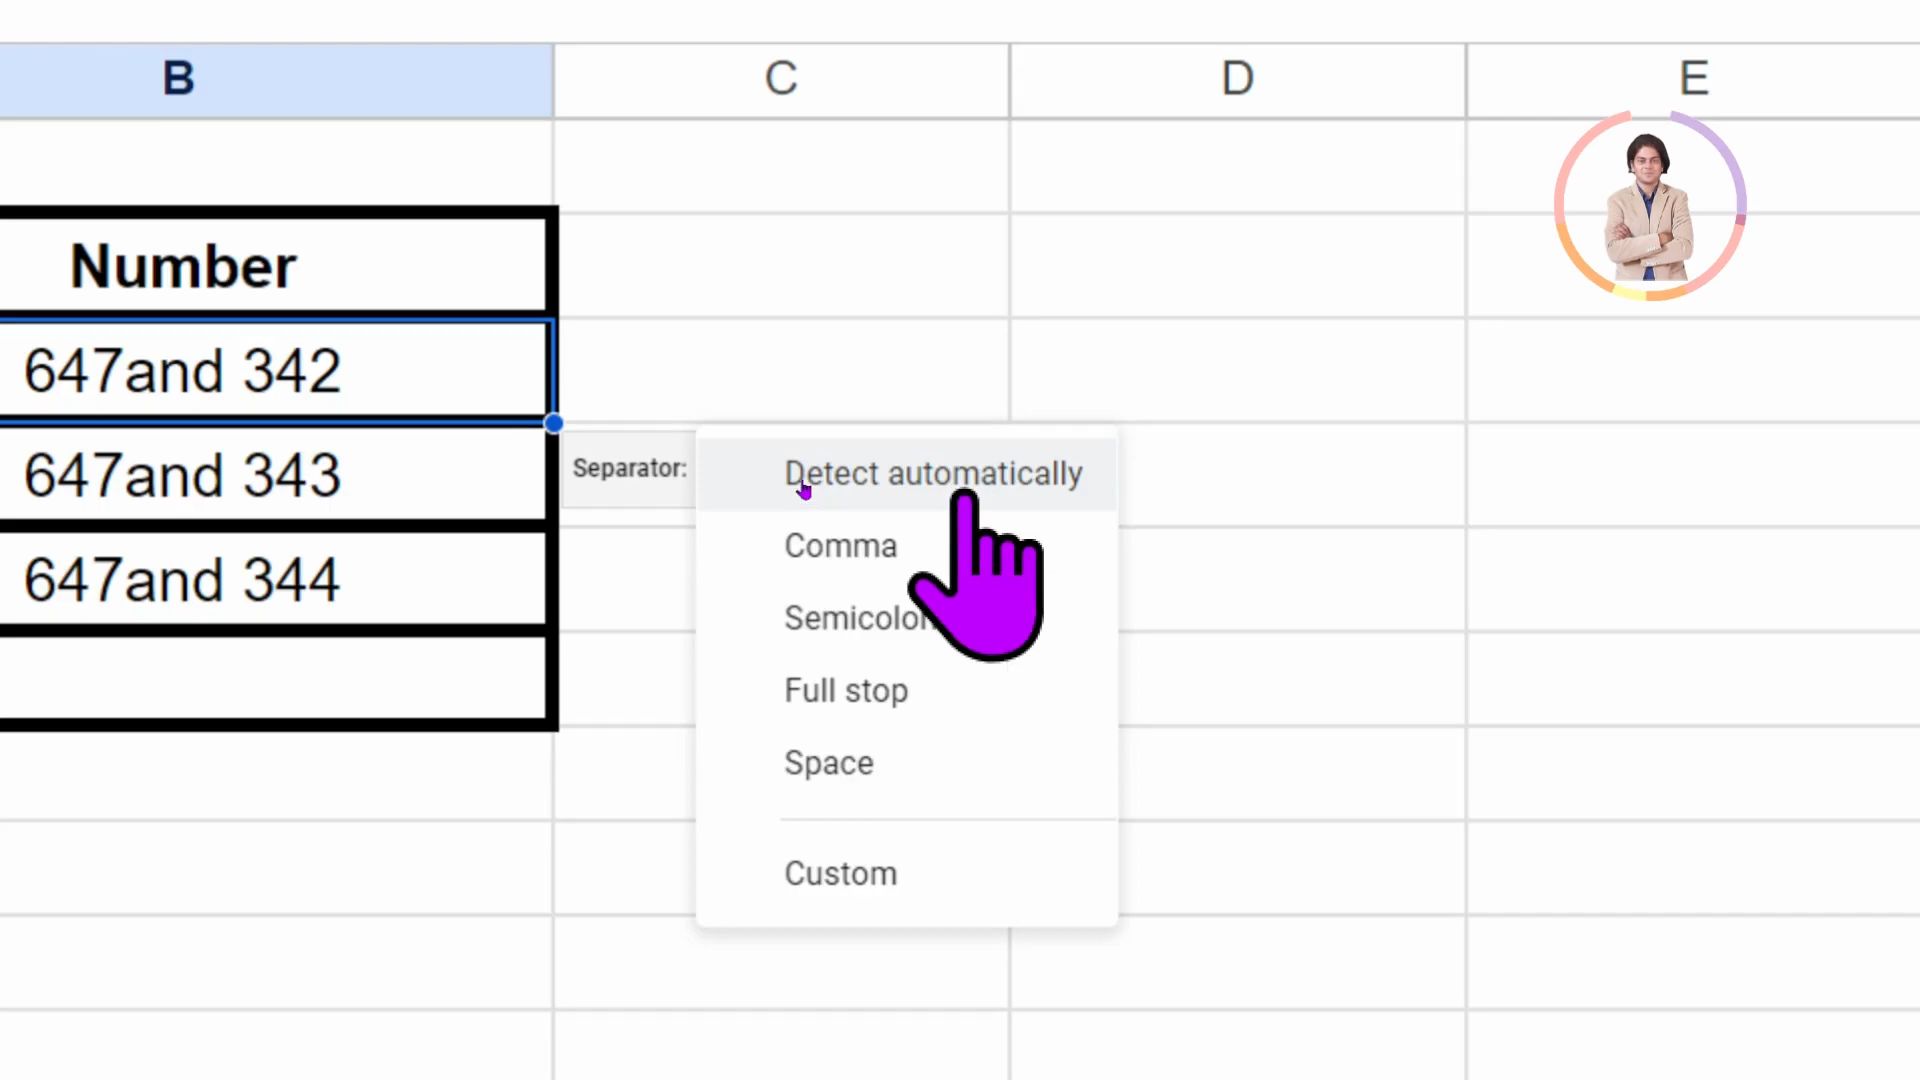 B C D E
Number
647and 342
647and 343
647and 344
Separator:
Detect automatically
Comma
Semicolon
Full stop
Space
Custom